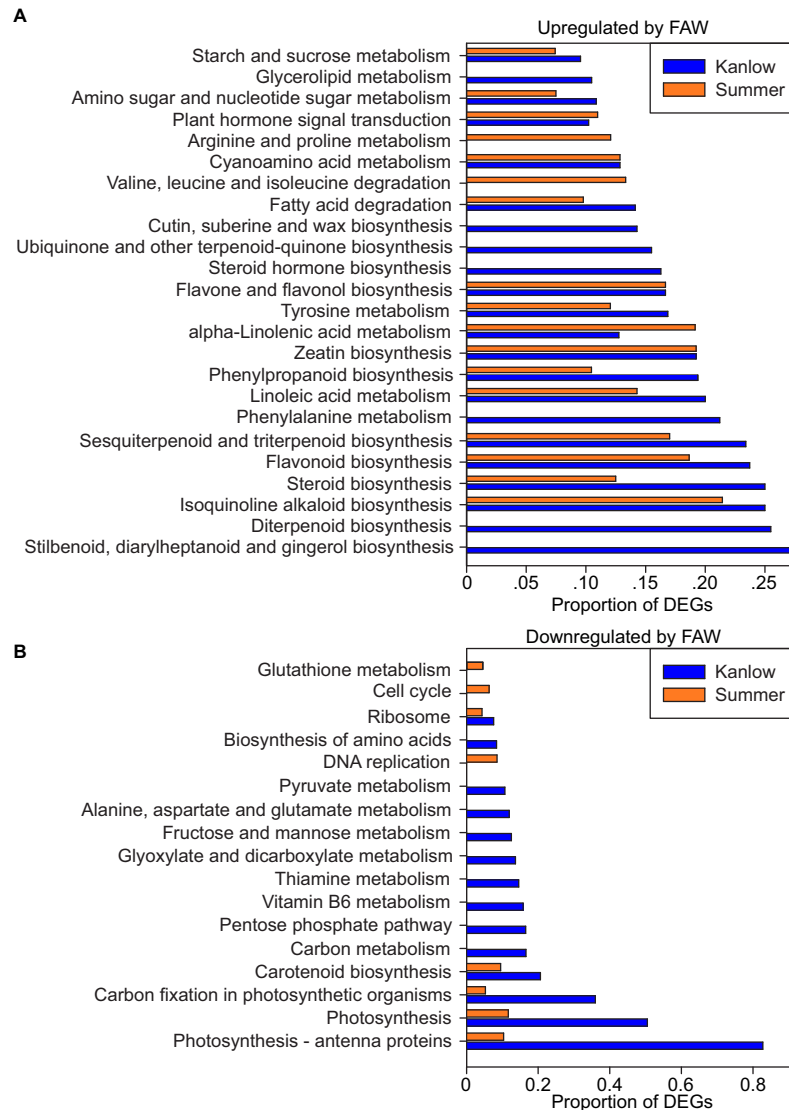 A
Upregulated by FAW
Kanlow
Summer
Starch and sucrose metabolism
Glycerolipid metabolism
Amino sugar and nucleotide sugar metabolism
Plant hormone signal transduction
Arginine and proline metabolism
Cyanoamino acid metabolism
Valine, leucine and isoleucine degradation
Fatty acid degradation
Cutin, suberine and wax biosynthesis
Ubiquinone and other terpenoid-quinone biosynthesis
Steroid hormone biosynthesis
Flavone and flavonol biosynthesis
Tyrosine metabolism
alpha-Linolenic acid metabolism
Zeatin biosynthesis
Phenylpropanoid biosynthesis
Linoleic acid metabolism
Phenylalanine metabolism
Sesquiterpenoid and triterpenoid biosynthesis
Flavonoid biosynthesis
Steroid biosynthesis
Isoquinoline alkaloid biosynthesis
Diterpenoid biosynthesis
Stilbenoid, diarylheptanoid and gingerol biosynthesis
0 .05 .10 .15 .20 .25
Proportion of DEGs
B
Downregulated by FAW
Kanlow
Summer
Glutathione metabolism
Cell cycle
Ribosome
Biosynthesis of amino acids
DNA replication
Pyruvate metabolism
Alanine, aspartate and glutamate metabolism
Fructose and mannose metabolism
Glyoxylate and dicarboxylate metabolism
Thiamine metabolism
Vitamin B6 metabolism
Pentose phosphate pathway
Carbon metabolism
Carotenoid biosynthesis
Carbon fixation in photosynthetic organisms
Photosynthesis
Photosynthesis - antenna proteins
0 0.2 0.4 0.6 0.8
Proportion of DEGs